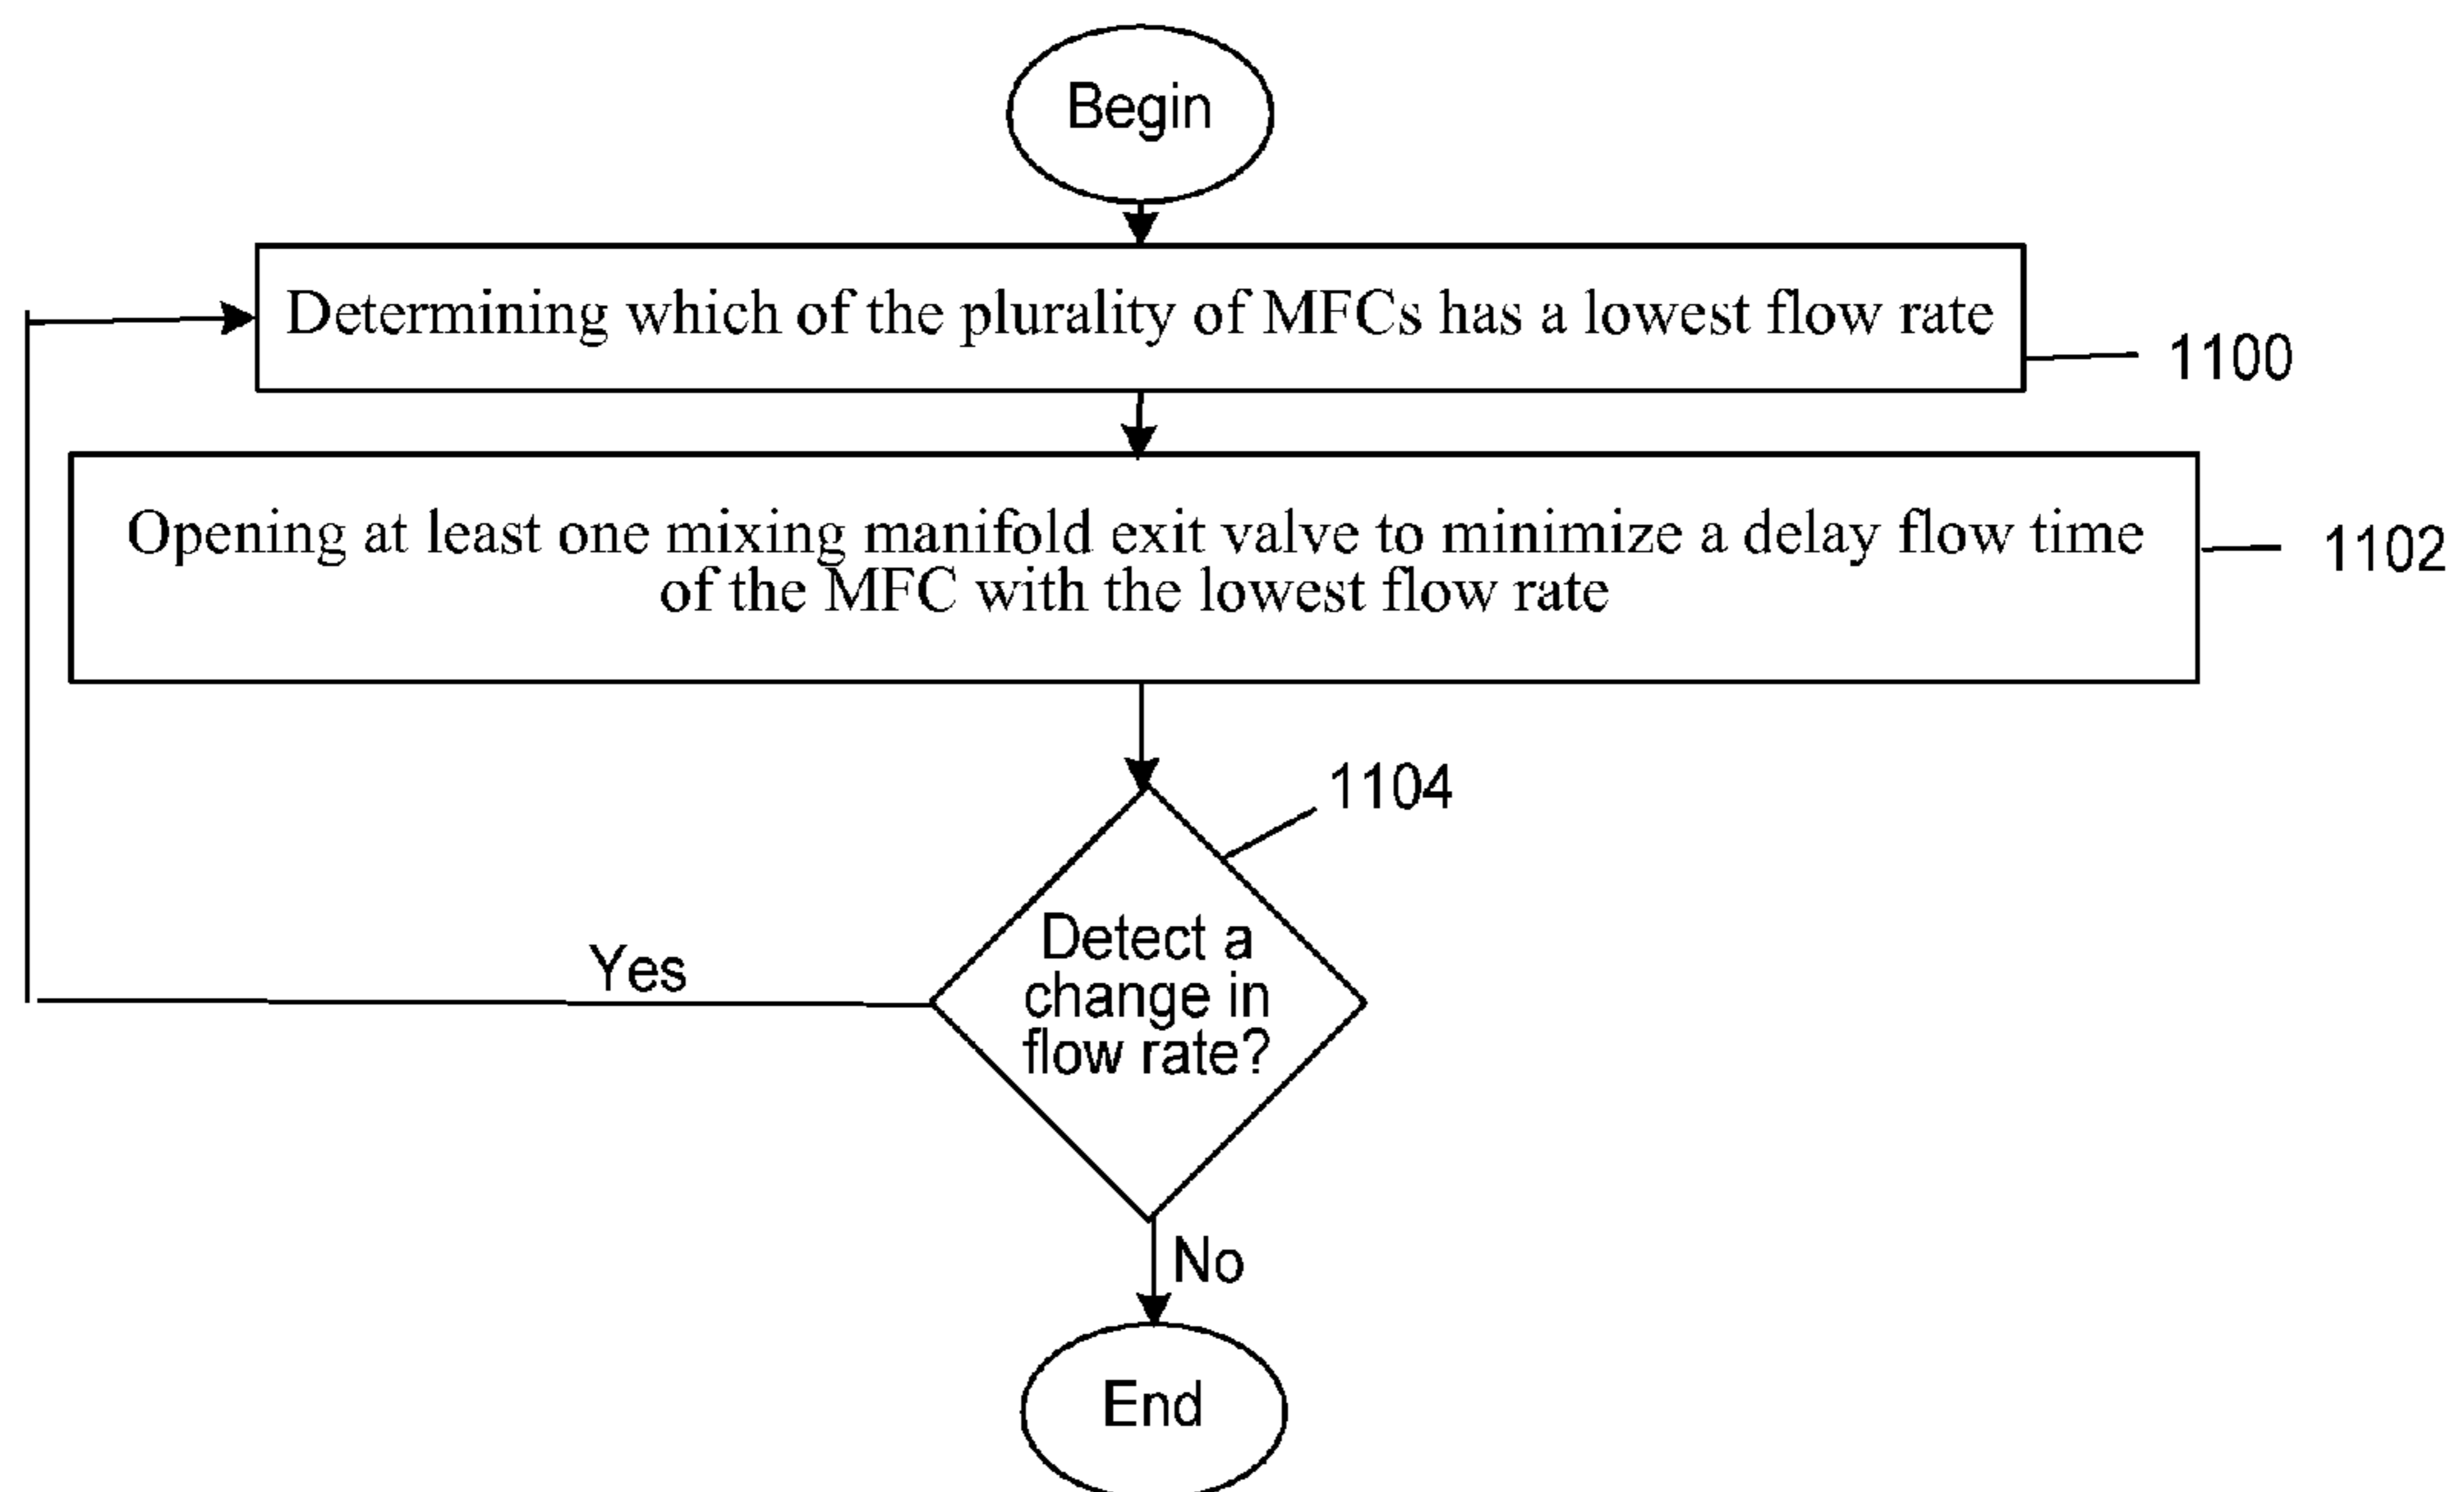 Begin
Determining which of the plurality of MFCs has a lowest flow rate
1100
Opening at least one mixing manifold exit valve to minimize a delay flow time
of the MFC with the lowest flow rate
1102
1104
Detect a
change in
flow rate?
Yes
No
End